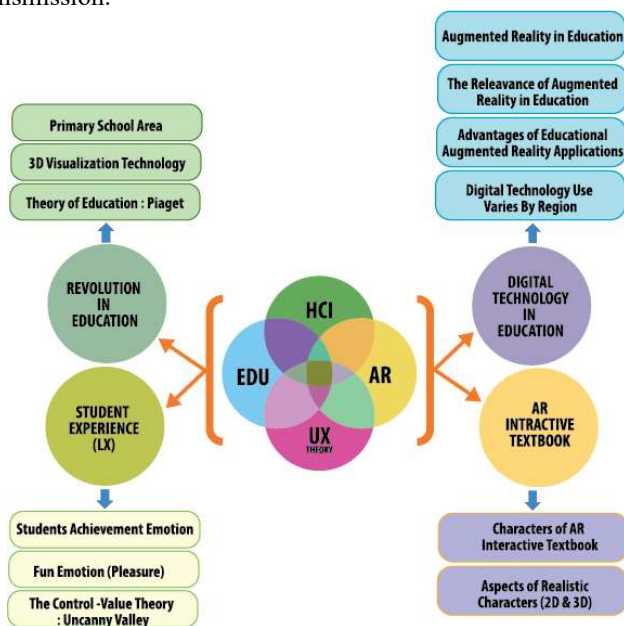 nsmission.
Augmented Reality in Education
The Releavance of Augmented
Reality in Education
Advantages of Educational
Augmented Reality Applications
Digital Technology Use
Varies By Region
Primary School Area
3D Visualization Technology
Theory of Education : Piaget
REVOLUTION
IN
EDUCATION
STUDENT
EXPERIENCE
(LX)
HCI
EDU
AR
UX
THEORY
DIGITAL
TECHNOLOGY
IN
EDUCATION
AR
INTRACTIVE
TEXTBOOK
Students Achievement Emotion
Fun Emotion (Pleasure)
The Control -Value Theory
: Uncanny Valley
Characters of AR
Interactive Textbook
Aspects of Realistic
Characters (2D & 3D)